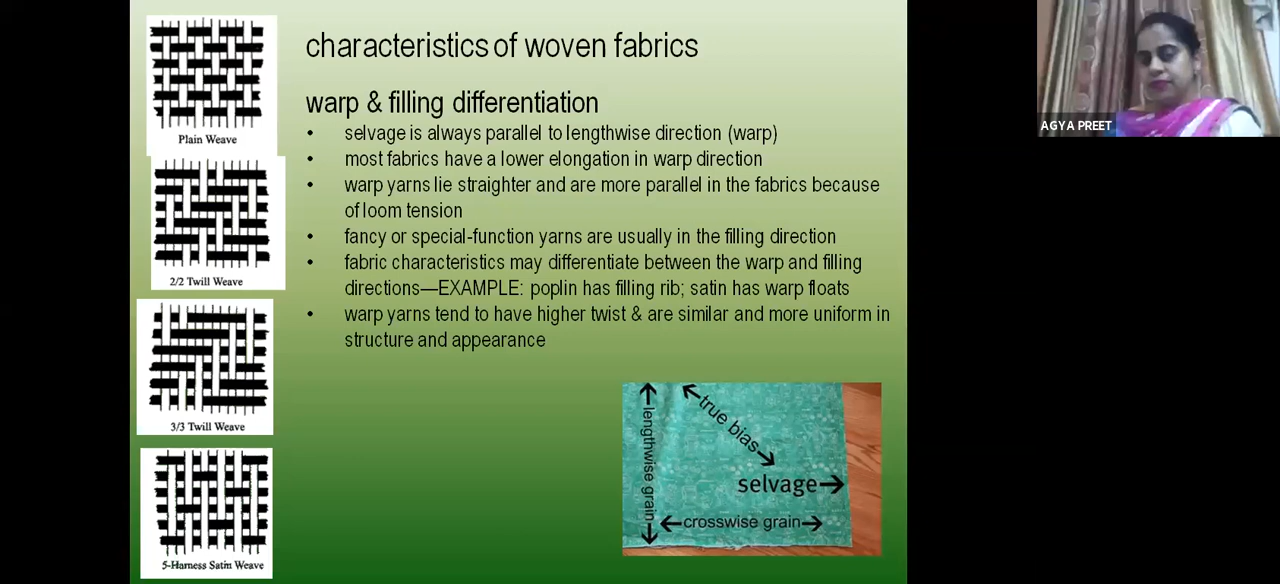 characteristics of woven fabrics
warp & filling differentiation
• selvage is always parallel to lengthwise direction (warp)
• most fabrics have a lower elongation in warp direction
• warp yarns lie straighter and are more parallel in the fabrics because
of loom tension
• fancy or special-function yarns are usually in the filling direction
• fabric characteristics may differentiate between the warp and filling
directions—EXAMPLE: poplin has filling rib; satin has warp floats
• warp yarns tend to have higher twist & are similar and more uniform in
structure and appearance
Plain Weave
2/2 Twill Weave
3/3 Twill Weave
5-Harness Satin Weave
lengthwise grain
true bias
selvage
crosswise grain
AGYA PREET